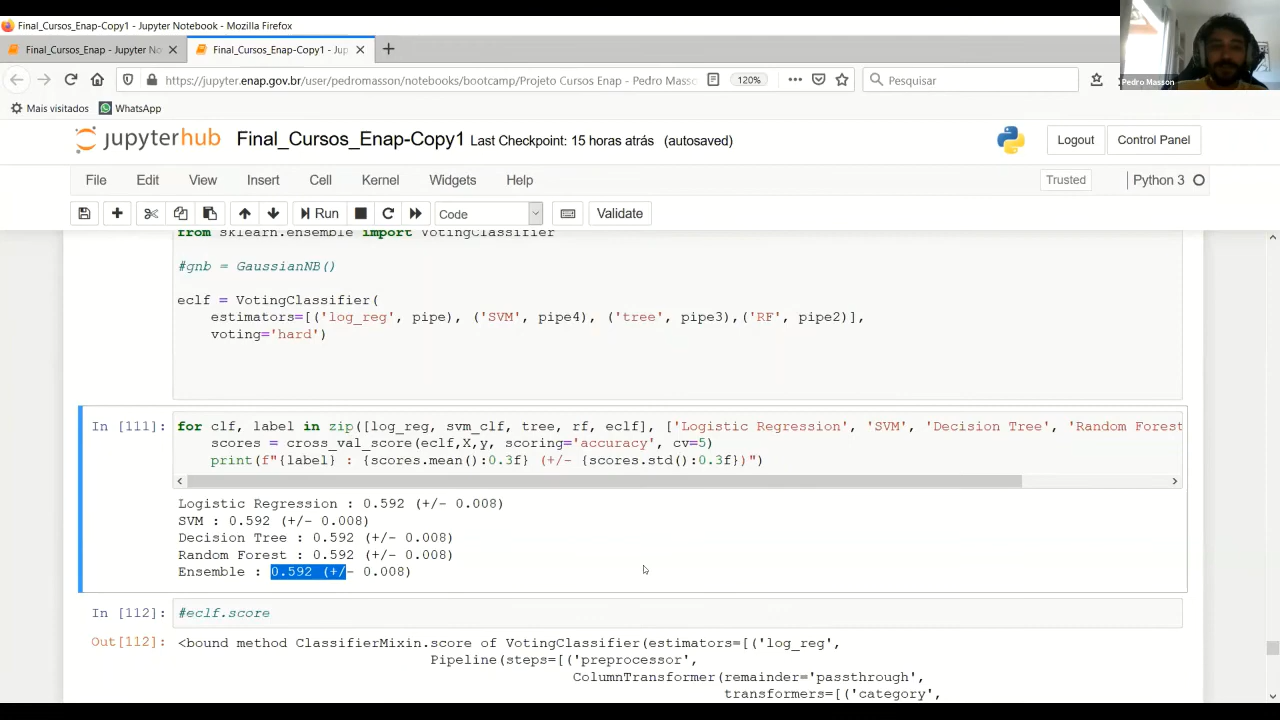 Final_Cursos_Enap-Copy1 - Jupyter Notebook - Mozilla Firefox
Final_Cursos_Enap - Jupyter No
Final_Cursos_Enap-Copy1 - Jup
https://jupyter.enap.gov.br/user/pedromasson/notebooks/bootcamp/Projeto Cursos Enap - Pedro Mass
120%
Pesquisar
Pedro Masson
Mais visitados
WhatsApp
jupyterhub
Final_Cursos_Enap-Copy1
Last Checkpoint: 15 horas atrás
(autosaved)
Logout
Control Panel
File
Edit
View
Insert
Cell
Kernel
Widgets
Help
Trusted
Python 3
Run
Code
Validate
from sklearn.ensemble import VotingClassifier
#gnb = GaussianNB()
eclf = VotingClassifier(
estimators=[('log_reg', pipe), ('SVM', pipe4), ('tree', pipe3),('RF', pipe2)],
voting='hard')
In [111]:
for clf, label in zip([log_reg, svm_clf, tree, rf, eclf], ['Logistic Regression', 'SVM', 'Decision Tree', 'Random Forest
scores = cross_val_score(eclf,X,y, scoring='accuracy', cv=5)
print(f"{label} : {scores.mean():0.3f} (+/- {scores.std():0.3f})")
Logistic Regression : 0.592 (+/- 0.008)
SVM : 0.592 (+/- 0.008)
Decision Tree : 0.592 (+/- 0.008)
Random Forest : 0.592 (+/- 0.008)
Ensemble : 0.592 (+/- 0.008)
In [112]:
#eclf.score
Out[112]:
<bound method ClassifierMixin.score of VotingClassifier(estimators=[('log_reg',
Pipeline(steps=[('preprocessor',
ColumnTransformer(remainder='passthrough',
transformers=[('category',